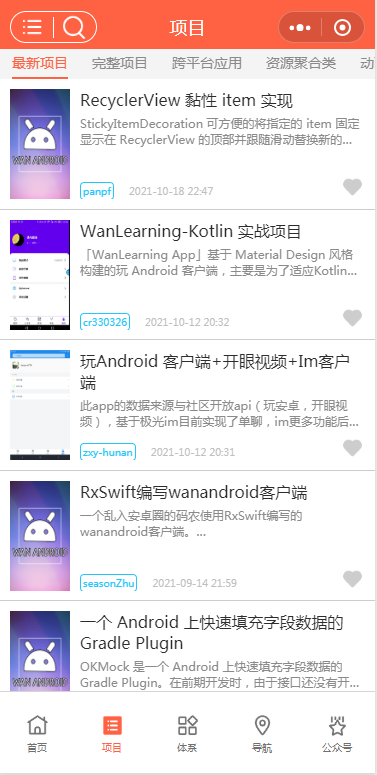 项目
最新项目 完整项目 跨平台应用 资源聚合类 动
RecyclerView 黏性 item 实现
StickyItemDecoration 可方便的将指定的 item 固定
显示在 RecyclerView 的顶部并跟随滑动替换新的...
WAN ANDROID
panpf 2021-10-18 22:47
WanLearning-Kotlin 实战项目
「WanLearning App」基于 Material Design 风格
构建的玩 Android 客户端，主要是为了适应Kotlin...
cr330326 2021-10-12 20:32
玩Android 客户端+开眼视频+Im客户
端
此app的数据来源与社区开放api（玩安卓，开眼视
频），基于极光im目前实现了单聊，im更多功能后...
zxy-hunan 2021-10-12 20:31
RxSwift编写wanandroid客户端
一个乱入安卓圈的码农使用RxSwift编写的
wanandroid客户端。...
WAN ANDROID
seasonZhu 2021-09-14 21:59
一个 Android 上快速填充字段数据的
Gradle Plugin
OKMock 是一个 Android 上快速填充字段数据的
Gradle Plugin。在前期开发时，由于接口还没有开...
WAN ANDROID
首页 项目 体系 导航 公众号